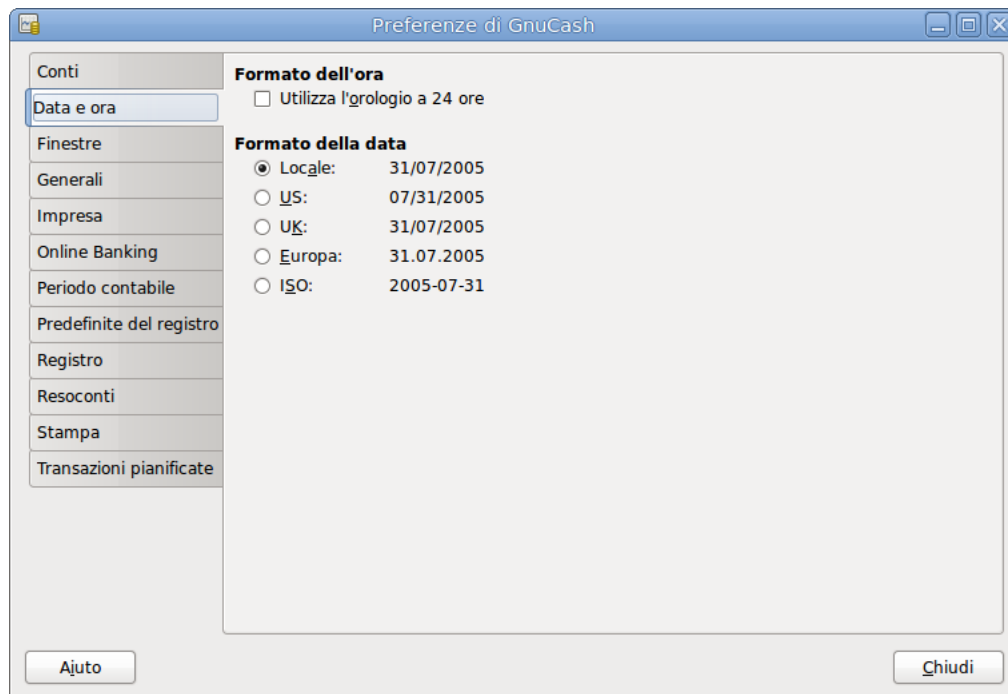 Preferenze di GnuCash
Conti
Data e ora
Finestre
Generali
Impresa
Online Banking
Periodo contabile
Predefinite del registro
Registro
Resoconti
Stampa
Transazioni pianificate
Formato dell'ora
Utilizza l'orologio a 24 ore
Formato della data
Locale: 31/07/2005
US: 07/31/2005
UK: 31/07/2005
Europa: 31.07.2005
ISO: 2005-07-31
Aiuto
Chiudi